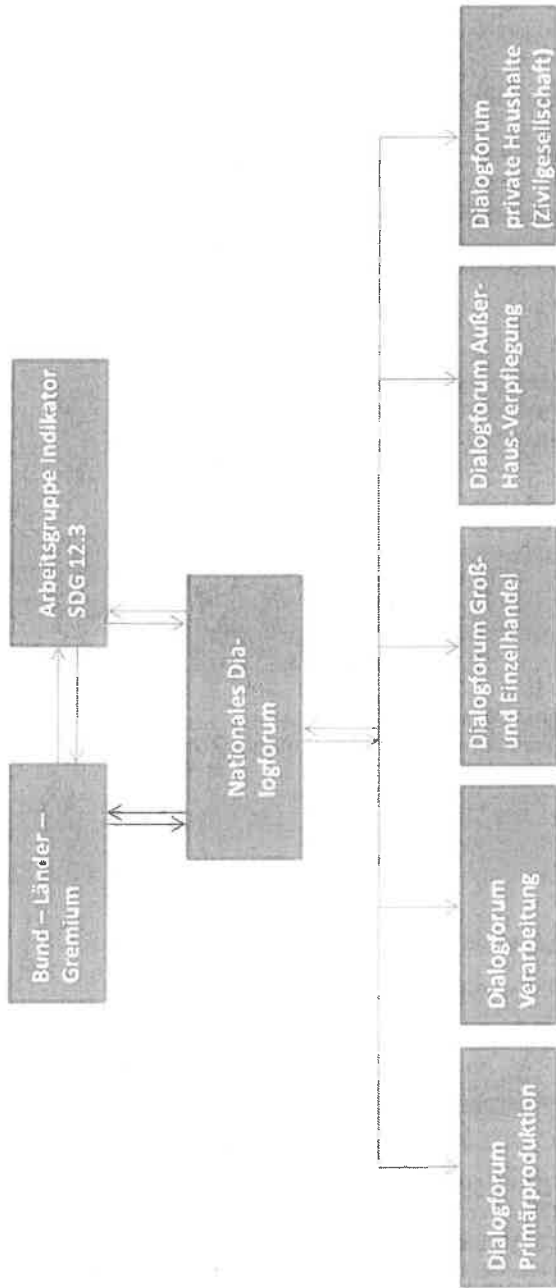 Bund – Länder –
Gremium
Arbeitsgruppe Indikator
SDG 12.3
Nationales Dia-
logforum
Dialogforum
Primärproduktion
Dialogforum
Verarbeitung
Dialogforum Groß-
und Einzelhandel
Dialogforum Außer-
Haus-Verpflegung
Dialogforum
private Haushalte
(Zivilgesellschaft)